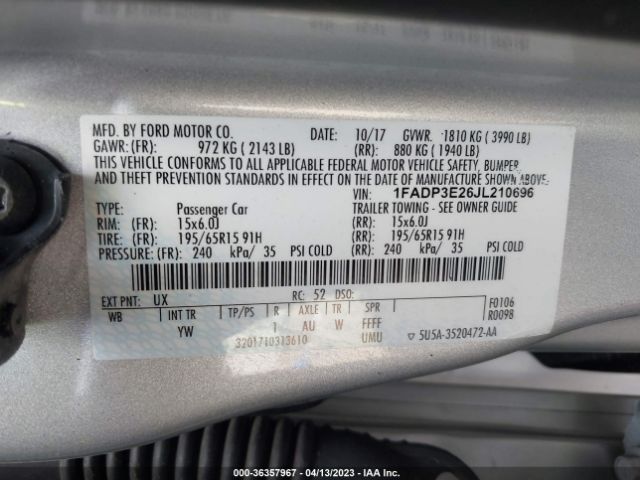 MFD. BY FORD MOTOR CO. DATE: 10/17 GVWR: 1810 KG ( 3990 LB)
GAWR: (FR): 972 KG ( 2143 LB) (RR): 880 KG ( 1940 LB)
THIS VEHICLE CONFORMS TO ALL APPLICABLE FEDERAL MOTOR VEHICLE SAFETY, BUMPER,
AND THEFT PREVENTION STANDARDS IN EFFECT ON THE DATE OF MANUFACTURE SHOWN ABOVE.
VIN: 1FADP3E26JL210696
TYPE: Passenger Car TRAILER TOWING - SEE OWNER GUIDE
RIM: (FR): 15x6.0J (RR): 15x6.0J
TIRE: (FR): 195/65R15 91H (RR): 195/65R15 91H
PRESSURE: (FR): 240 kPa/ 35 PSI COLD (RR): 240 kPa/ 35 PSI COLD
EXT PNT: UX RC: 52 DSO: F0106
WB INT TR TP/PS R AXLE TR SPR R0098
YW 1 AU W FFFF
3201710313610 UMU ▽ 5U5A-3520472-AA
000-36357967 - 04/13/2023 - IAA Inc.